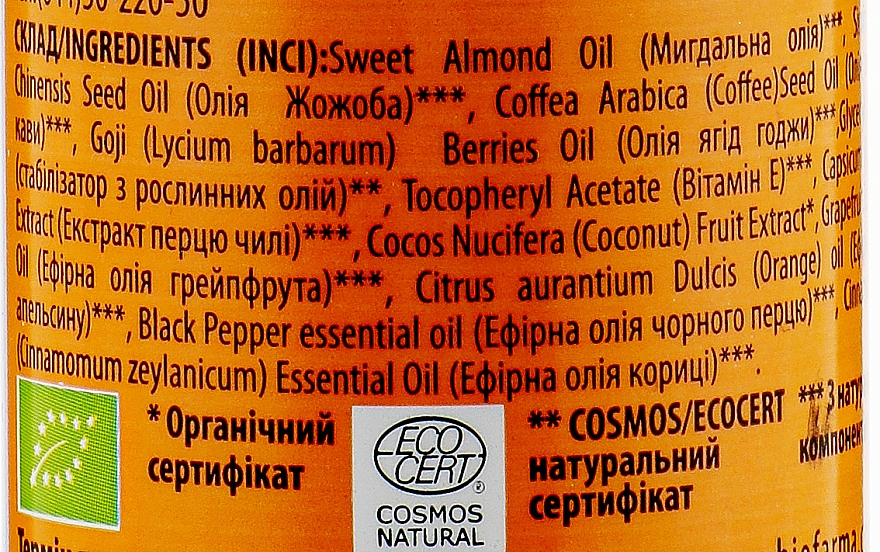 СКЛАД/INGREDIENTS (INCI):Sweet Almond Oil (Мигдальна олія)***,
Chinensis Seed Oil (Олія Жожоба)***, Coffea Arabica (Coffee)Seed Oil
кави)***, Goji (Lycium barbarum) Berries Oil (Олія ягід годжи)***,
(стабілізатор з рослинних олій)**, Tocopheryl Acetate (Вітамін Е)***, Capsicum
Extract (Екстракт перцю чилі)***, Cocos Nucifera (Coconut) Fruit Extract*,
Oil (Ефірна олія грейпфрута)***, Citrus aurantium Dulcis (Orange) oil
апельсину)***, Black Pepper essential oil (Ефірна олія чорного перцю)***,
(Cinnamomum zeylanicum) Essential Oil (Ефірна олія кориці)***.
* Органічний
сертифікат
ECO
CERT
®
COSMOS
NATURAL
** COSMOS/ECOCERT
натуральний
сертифікат
*** З